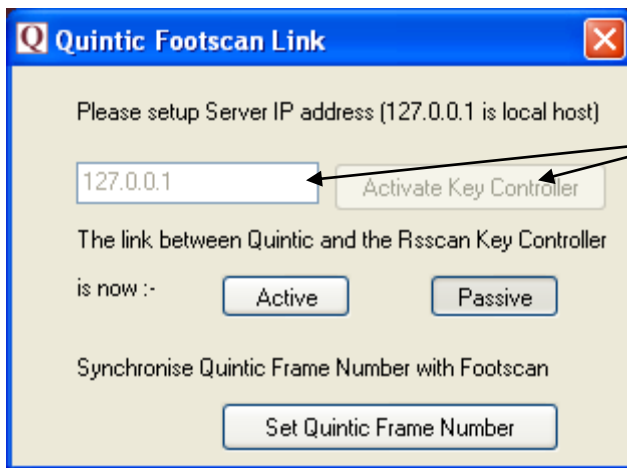 Q Quintic Footscan Link
Please setup Server IP address (127.0.0.1 is local host)
127.0.0.1 Activate Key Controller
The link between Quintic and the Rsscan Key Controller
is now :- Active Passive
Synchronise Quintic Frame Number with Footscan
Set Quintic Frame Number